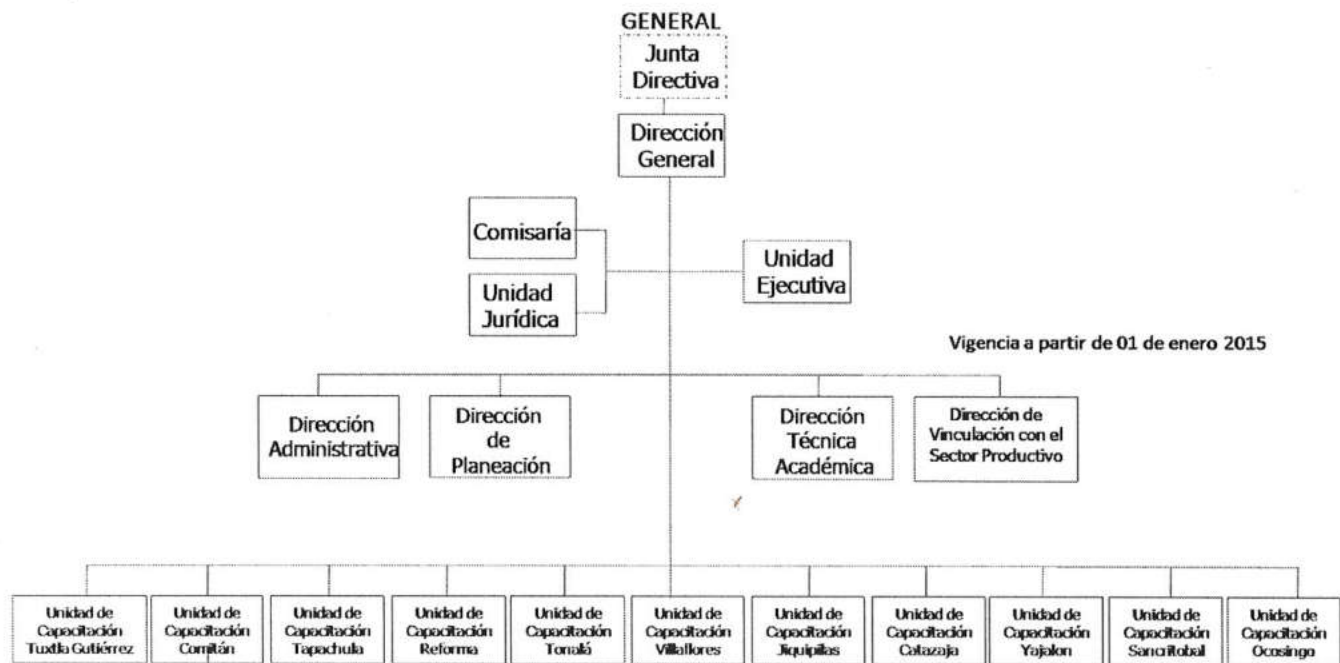 GENERAL
Junta
Directiva
Dirección
General
Comisaría
Unidad
Jurídica
Unidad
Ejecutiva
Vigencia a partir de 01 de enero 2015
Dirección
Administrativa
Dirección
de
Planeación
Dirección
Técnica
Académica
Dirección de
Vinculación con el
Sector Productivo
Unidad de
Capacitación
Tuxtla Gutiérrez
Unidad de
Capacitación
Comitán
Unidad de
Capacitación
Tapachula
Unidad de
Capacitación
Reforma
Unidad de
Capacitación
Tonalá
Unidad de
Capacitación
Villaflores
Unidad de
Capacitación
Jiquipilas
Unidad de
Capacitación
Catazaja
Unidad de
Capacitación
Yajalon
Unidad de
Capacitación
Sancritobal
Unidad de
Capacitación
Ocosingo